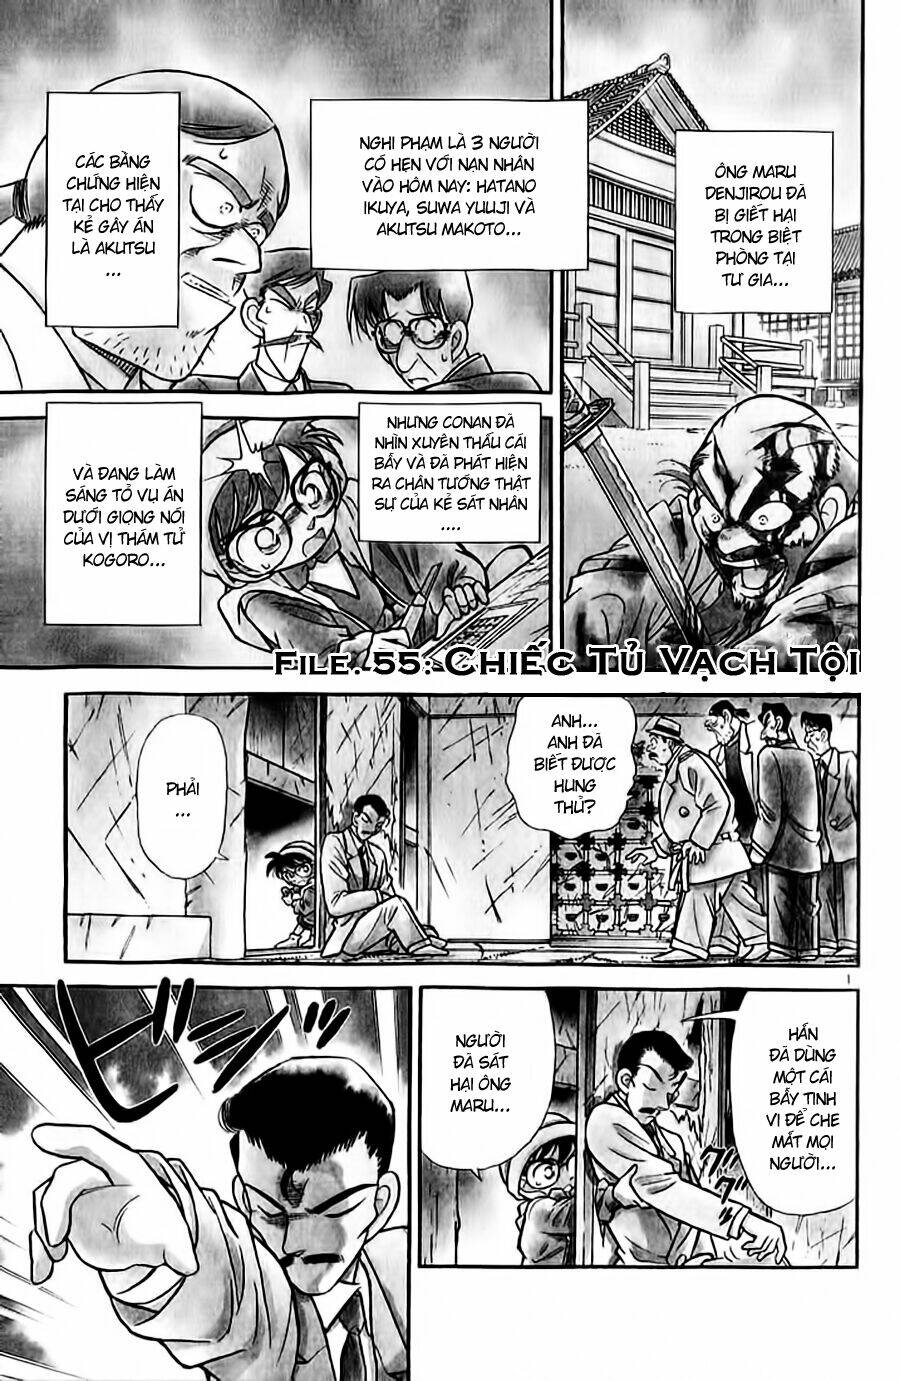 ÔNG MARU
DENJIROU ĐÃ
BỊ GIẾT HẠI
TRONG BIỆT
PHÒNG TẠI
TƯ GIA...
NGHI PHẠM LÀ 3 NGƯỜI
CÓ HẸN VỚI NẠN NHÂN
VÀO HÔM NAY: HATANO
IKUYA, SUWA YUUJI VÀ
AKUTSU MAKOTO...
CÁC BẰNG
CHỨNG HIỆN
TẠI CHO THẤY
KẺ GÂY ÁN
LÀ AKUTSU
...
NHƯNG CONAN ĐÃ
NHÌN XUYÊN THẤU CÁI
BẪY VÀ ĐÃ PHÁT HIỆN
RA CHÂN TƯỚNG THẬT
SỰ CỦA KẺ SÁT NHÂN
....
VÀ ĐANG LÀM
SÁNG TỎ VỤ ÁN
DƯỚI GIỌNG NÓI
CỦA VỊ THÁM TỬ
KOGORO...
FILE. 55: CHIẾC TỦ VẠCH TỘI
ANH...
ANH ĐÃ
BIẾT ĐƯỢC
HUNG
THỦ?
PHẢI
...
1
HẮN
ĐÃ DÙNG
MỘT CÁI
BẪY TINH
VI ĐỂ CHE
MẮT MỌI
NGƯỜI...
NGƯỜI
ĐÃ SÁT
HẠI ÔNG
MARU...
ググッ
ビシッ